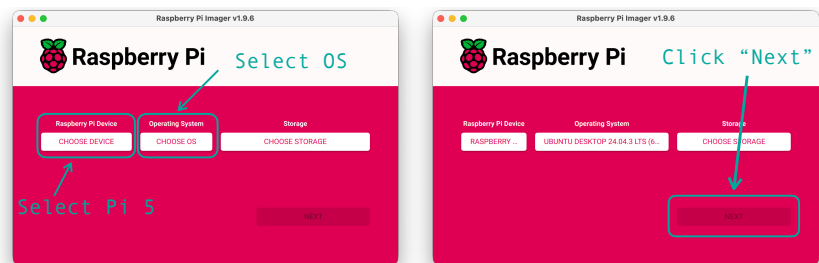 Raspberry Pi Imager v1.9.6
Raspberry Pi
Select OS
Raspberry Pi Device
Operating System
Storage
CHOOSE DEVICE
CHOOSE OS
CHOOSE STORAGE
Select Pi 5
NEXT
Raspberry Pi Imager v1.9.6
Raspberry Pi
Click “Next”
Raspberry Pi Device
Operating System
Storage
RASPBERRY ...
UBUNTU DESKTOP 24.04.3 LTS (6...
CHOOSE STORAGE
NEXT